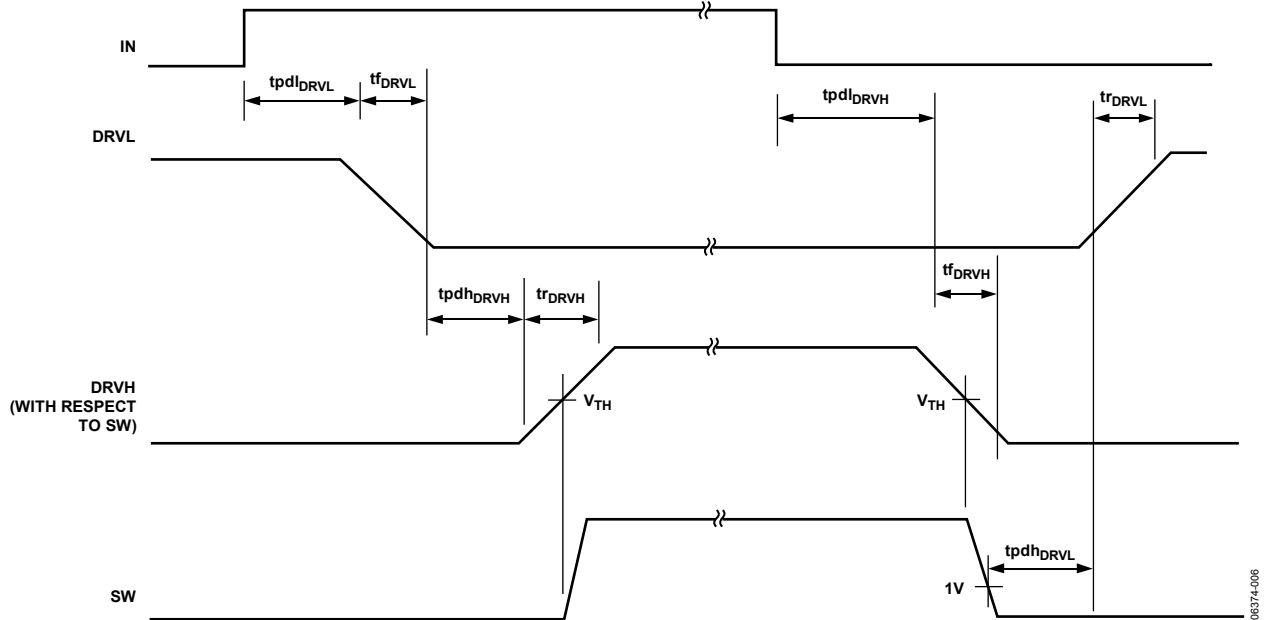 IN
tpdlDRVL
tfDRVL
tpdlDRVH
trDRVL
DRVL
tfDRVH
tpdhDRVH
trDRVH
DRVH
(WITH RESPECT
TO SW)
VTH
VTH
tpdhDRVL
1V
SW
06374-006